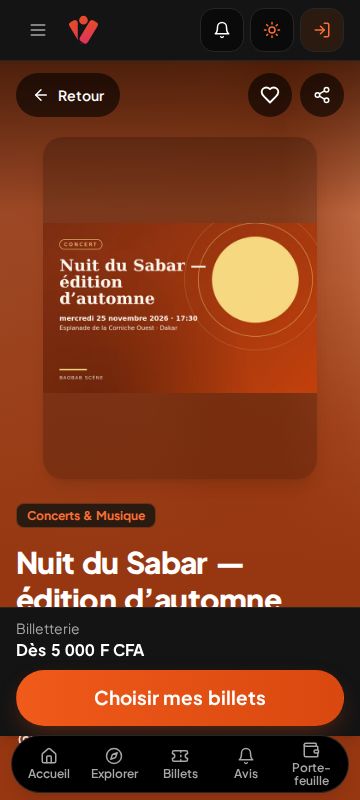 Retour
CONCERT
Nuit du Sabar —
édition
d’automne
mercredi 25 novembre 2026 · 17:30
Esplanade de la Corniche Ouest · Dakar
BAOBAB SCÈNE
Concerts & Musique
Nuit du Sabar —
édition d’automne
Billetterie
Dès 5 000 F CFA
Choisir mes billets
Accueil
Explorer
Billets
Avis
Porte-
feuille